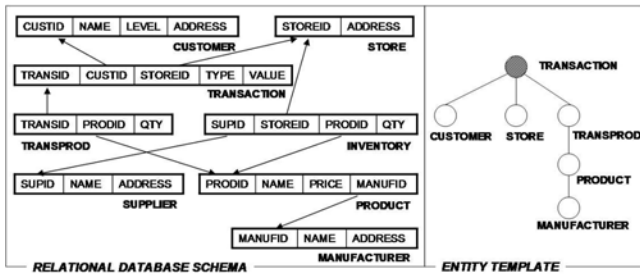 CUSTID NAME LEVEL ADDRESS
CUSTOMER
STOREID ADDRESS
STORE
TRANSID CUSTID STOREID TYPE VALUE
TRANSACTION
TRANSID PRODID QTY
TRANSPROD
SUPID STOREID PRODID QTY
INVENTORY
SUPID NAME ADDRESS
SUPPLIER
PRODID NAME PRICE MANUFID
PRODUCT
MANUFID NAME ADDRESS
MANUFACTURER
RELATIONAL DATABASE SCHEMA
TRANSACTION
CUSTOMER STORE TRANSPROD
PRODUCT
MANUFACTURER
ENTITY TEMPLATE